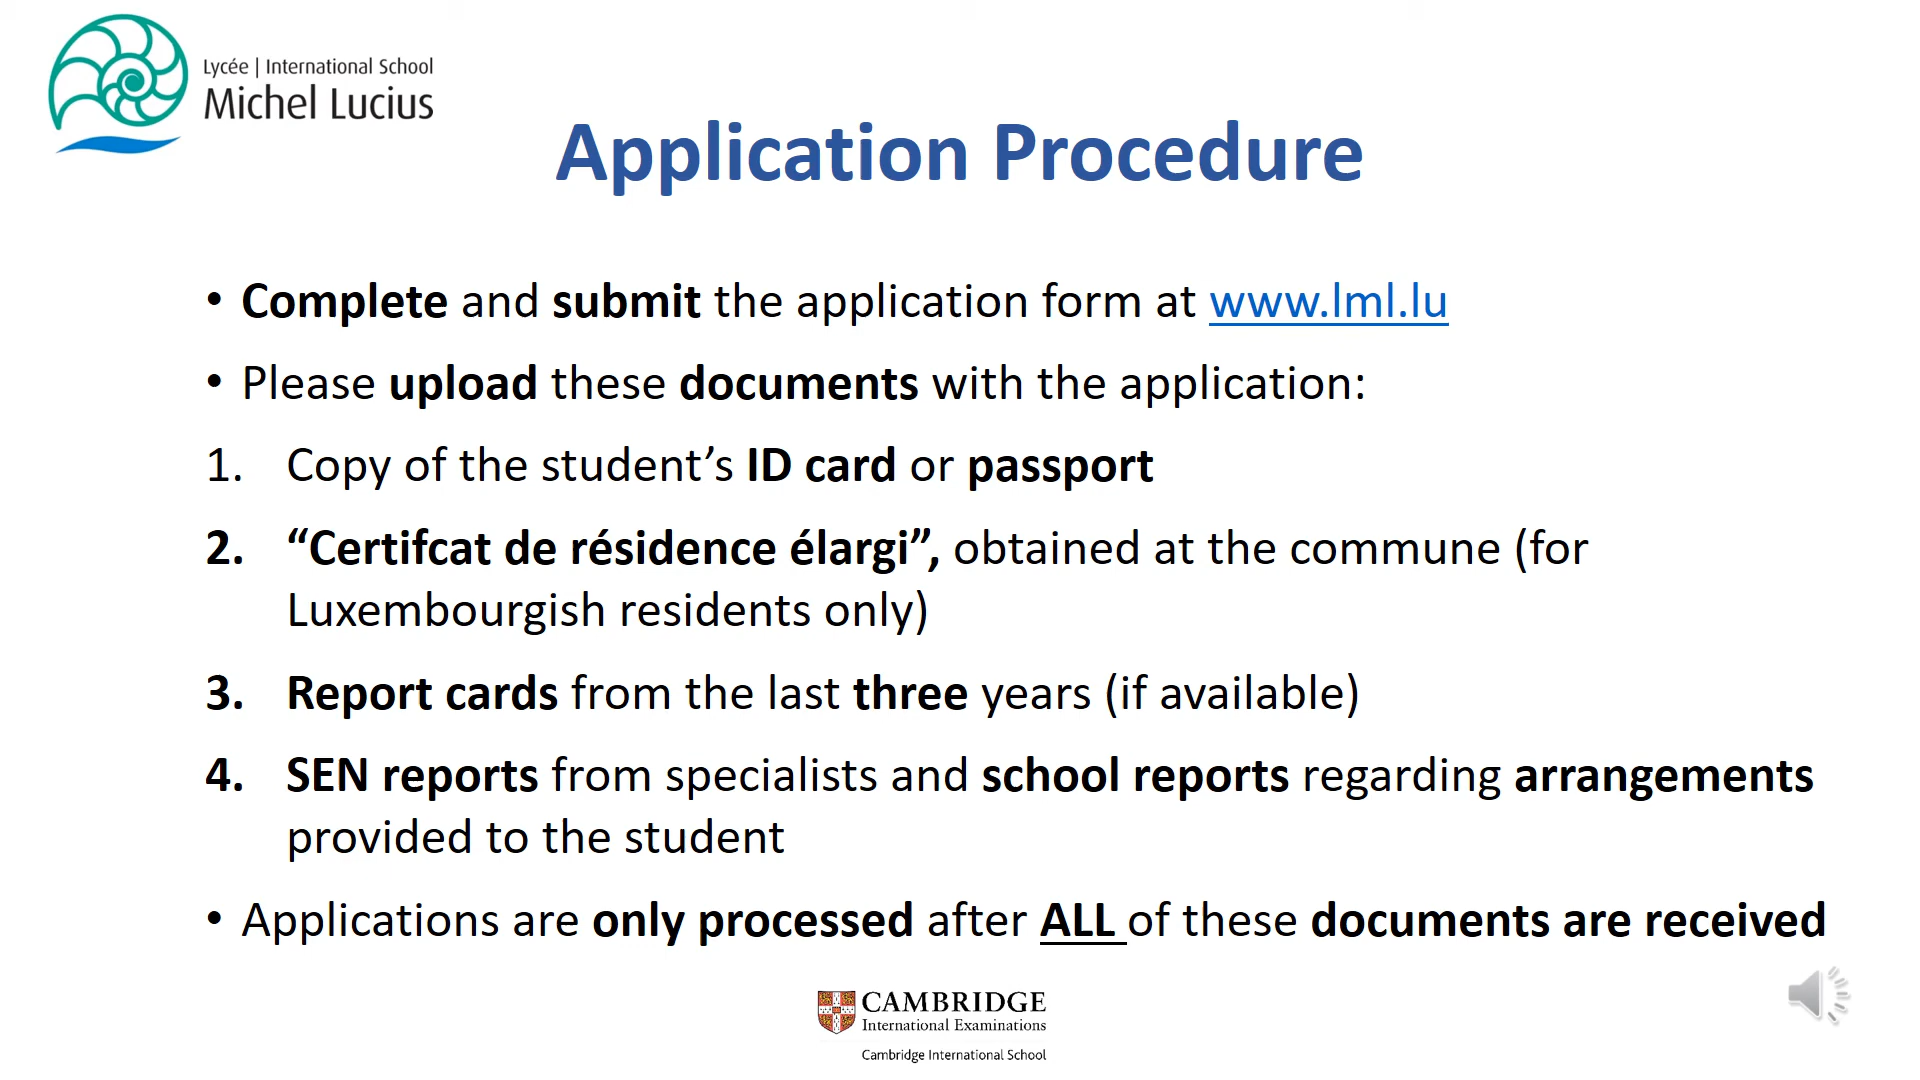 Lycée | International School
Michel Lucius
Application Procedure
• Complete and submit the application form at www.lml.lu
• Please upload these documents with the application:
1. Copy of the student’s ID card or passport
2. “Certifcat de résidence élargi”, obtained at the commune (for
Luxembourgish residents only)
3. Report cards from the last three years (if available)
4. SEN reports from specialists and school reports regarding arrangements
provided to the student
• Applications are only processed after ALL of these documents are received
CAMBRIDGE
International Examinations
Cambridge International School